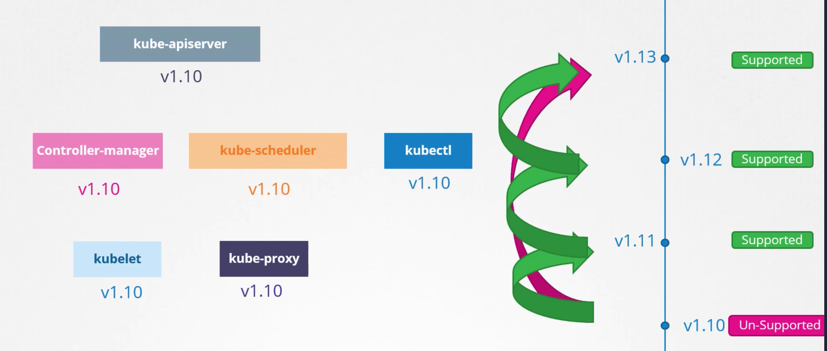 kube-apiserver
v1.10
Controller-manager
v1.10
kube-scheduler
v1.10
kubectl
v1.10
kubelet
v1.10
kube-proxy
v1.10
v1.13 Supported
v1.12 Supported
v1.11 Supported
v1.10 Un-Supported